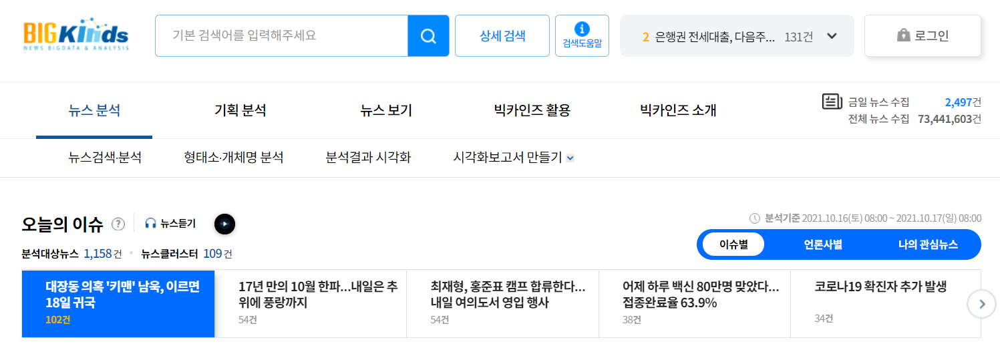 BIGKinds
NEWS BIGDATA & ANALYSIS
기본 검색어를 입력해주세요
상세 검색
검색도움말
2 은행권 전세대출, 다음주... 131건
로그인
뉴스 분석
기획 분석
뉴스 보기
빅카인즈 활용
빅카인즈 소개
금일 뉴스 수집 2,497건
전체 뉴스 수집 73,441,603건
뉴스검색·분석
형태소·개체명 분석
분석결과 시각화
시각화보고서 만들기
오늘의 이슈 ?
뉴스듣기
분석기준 2021.10.16(토) 08:00 ~ 2021.10.17(일) 08:00
이슈별
언론사별
나의 관심뉴스
분석대상뉴스 1,158 건 뉴스클러스터 109 건
대장동 의혹 '키맨' 남욱, 이르면
18일 귀국
102건
17년 만의 10월 한파...내일은 추
위에 풍랑까지
54건
최재형, 홍준표 캠프 합류한다...
내일 여의도서 영입 행사
54건
어제 하루 백신 80만명 맞았다...
접종완료율 63.9%
38건
코로나19 확진자 추가 발생
34건